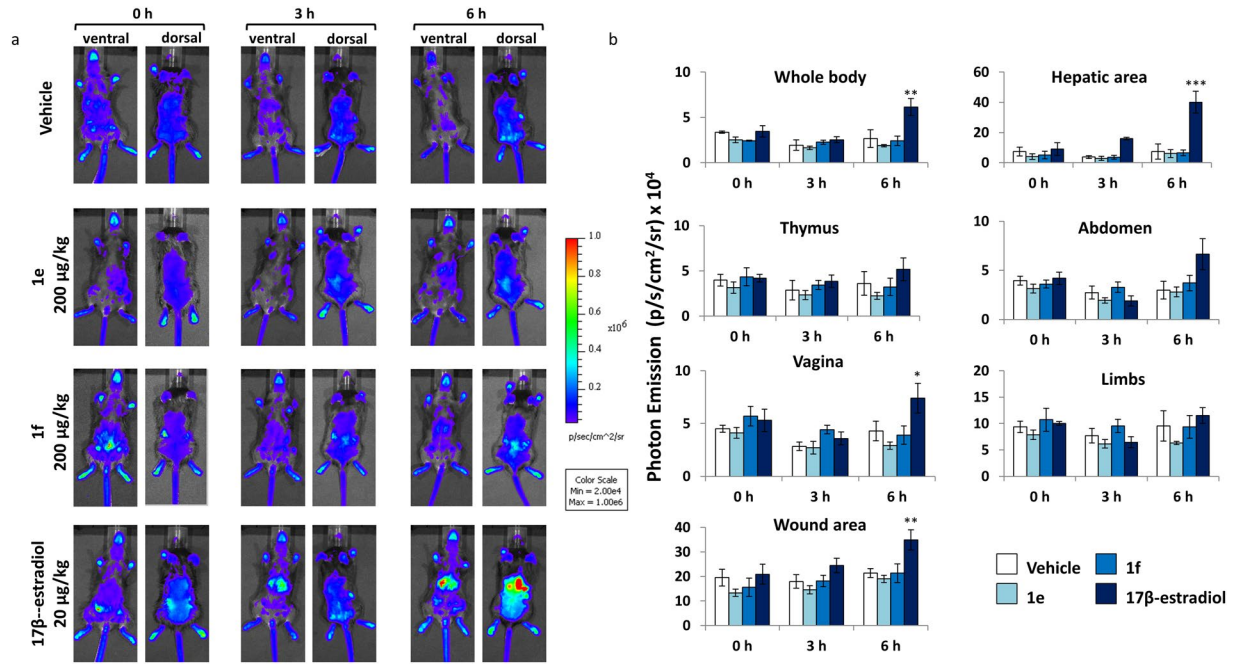 a
0 h
3 h
6 h
ventral dorsal
ventral dorsal
ventral dorsal
Vehicle
1e
200 µg/kg
1f
200 µg/kg
17β--estradiol
20 µg/kg
1.0
0.8
0.6
x10⁶
0.4
0.2
p/sec/cm^2/sr
Color Scale
Min = 2.00e4
Max = 1.00e6
b
Photon Emission (p/s/cm²/sr) x 10⁴
Whole body
10
5
0
**
0 h 3 h 6 h
Hepatic area
60
40
20
0
***
0 h 3 h 6 h
Thymus
10
5
0
0 h 3 h 6 h
Abdomen
10
5
0
0 h 3 h 6 h
Vagina
10
5
0
*
0 h 3 h 6 h
Limbs
20
15
10
5
0
0 h 3 h 6 h
Wound area
40
30
20
10
0
**
0 h 3 h 6 h
Vehicle
1f
1e
17β-estradiol